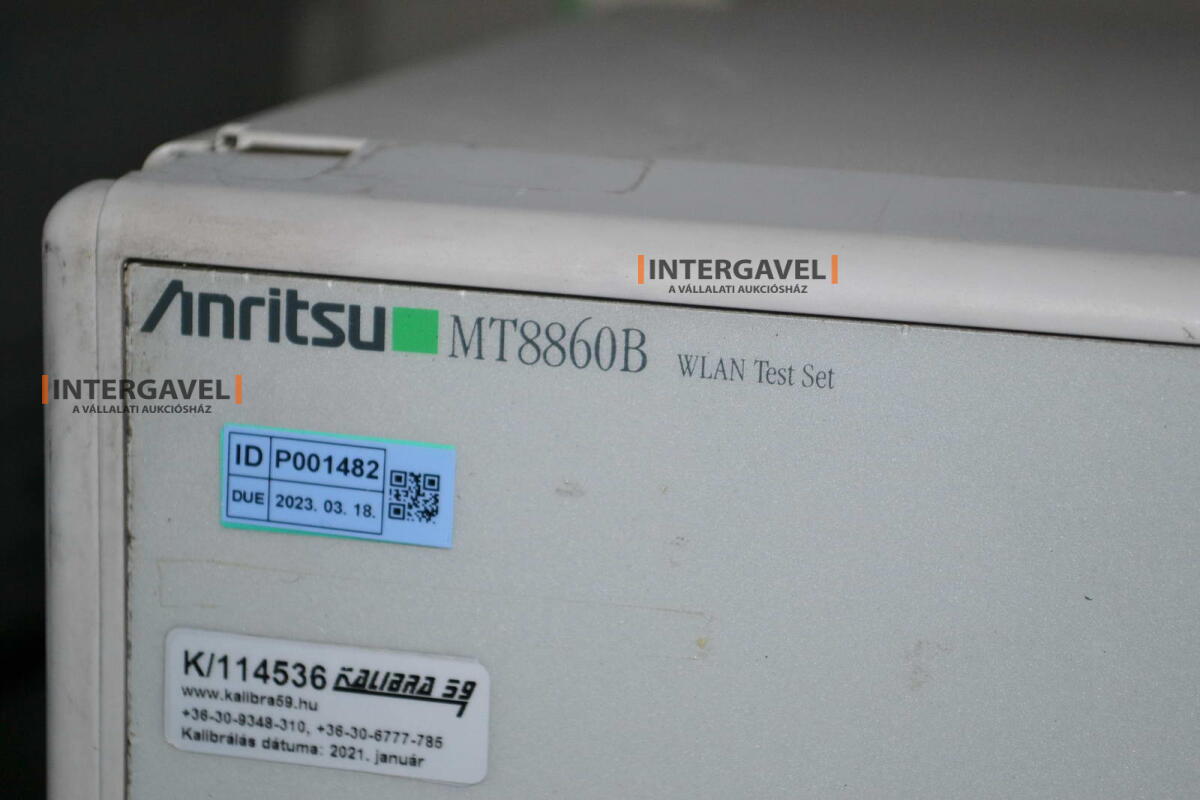 INTERGAVEL
A VÁLLALATI AUKCIÓSHÁZ
Anritsu MT8860B WLAN Test Set
INTERGAVEL
A VÁLLALATI AUKCIÓSHÁZ
ID P001482
DUE 2023. 03. 18.
K/114536 KALIBRA 59
www.kalibra59.hu
+36-30-9348-310, +36-30-6777-785
Kalibrálás dátuma: 2021. január